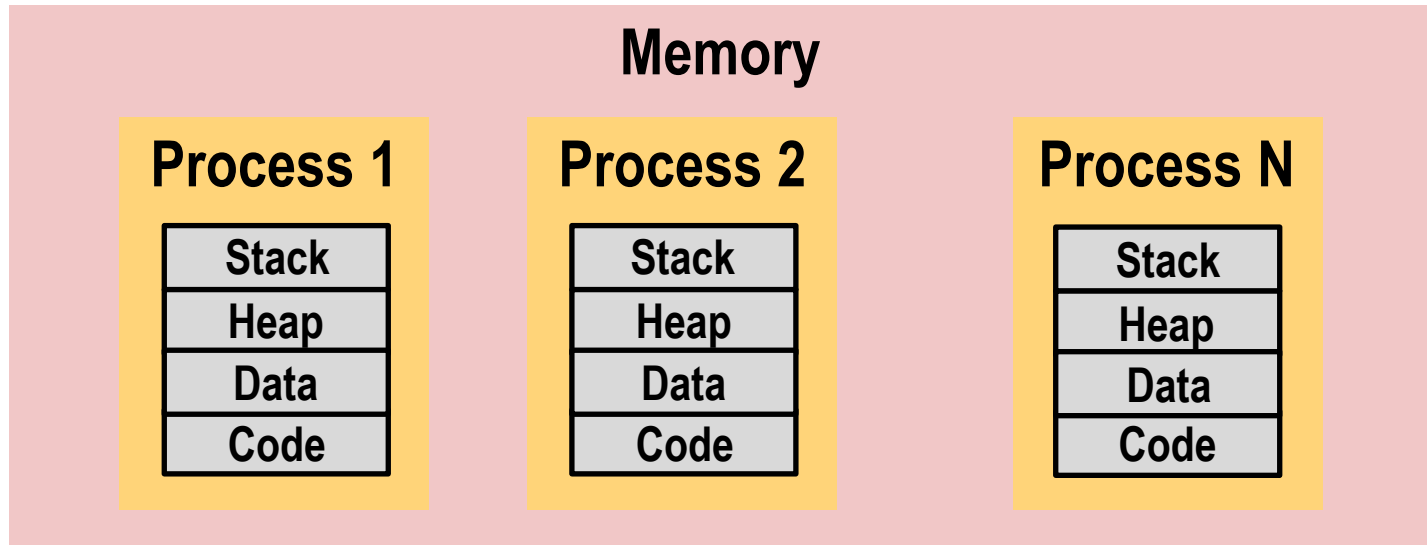 Memory
Process 1
Stack
Heap
Data
Code
Process 2
Stack
Heap
Data
Code
Process N
Stack
Heap
Data
Code